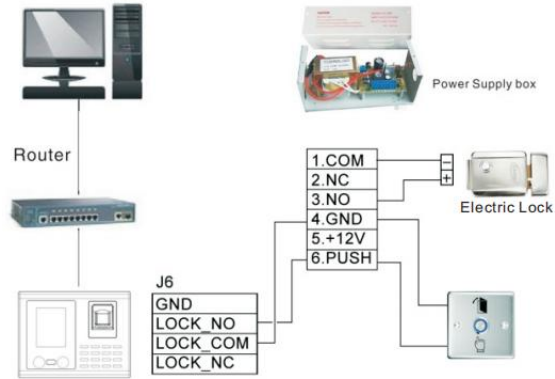 Power Supply box
Router
1.COM
2.NC
3.NO
4.GND
5.+12V
6.PUSH
−
+
Electric Lock
J6
GND
LOCK_NO
LOCK_COM
LOCK_NC